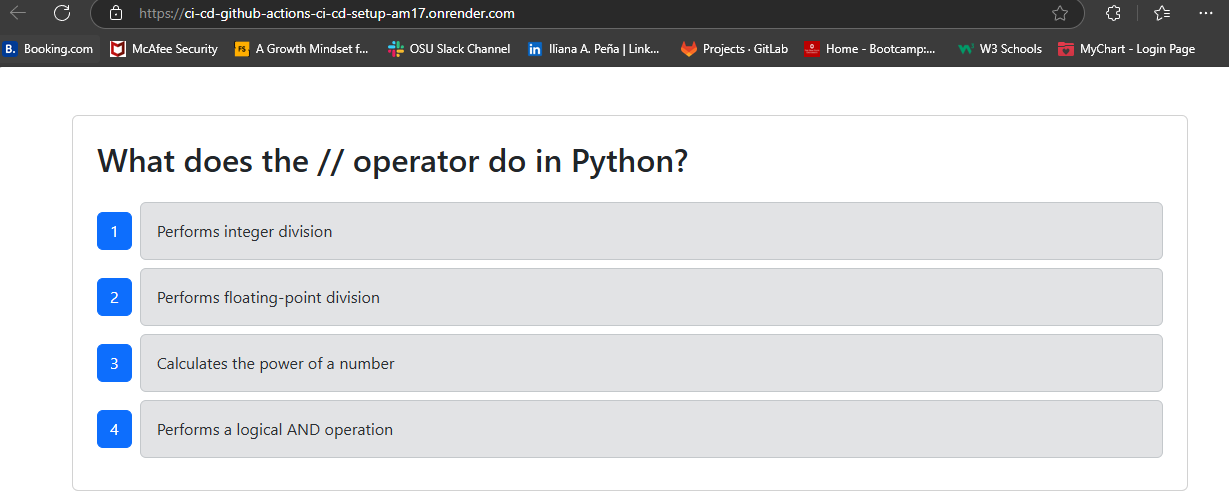 https://ci-cd-github-actions-ci-cd-setup-am17.onrender.com
B. Booking.com McAfee Security FS A Growth Mindset f... OSU Slack Channel in Iliana A. Peña | Link... Projects · GitLab Home - Bootcamp:... W3 Schools MyChart - Login Page
What does the // operator do in Python?
1 Performs integer division
2 Performs floating-point division
3 Calculates the power of a number
4 Performs a logical AND operation